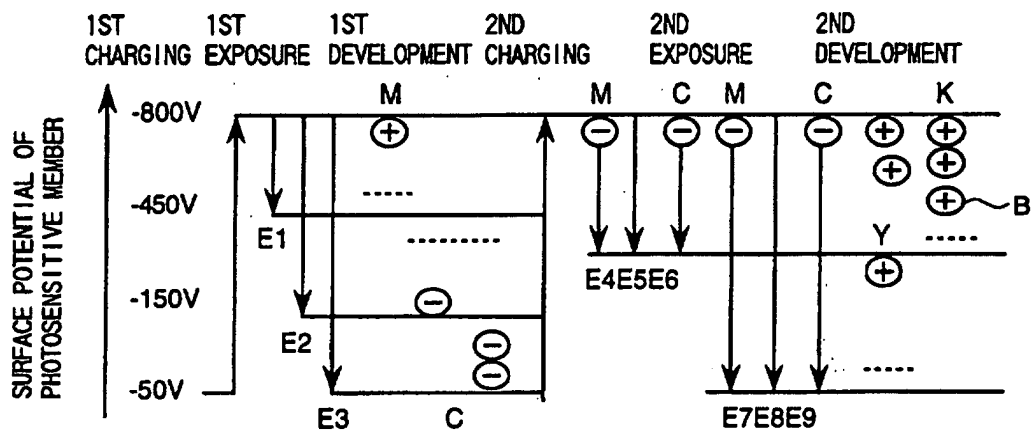 1ST CHARGING
1ST EXPOSURE
1ST DEVELOPMENT
2ND CHARGING
2ND EXPOSURE
2ND DEVELOPMENT
SURFACE POTENTIAL OF
PHOTOSENSITIVE MEMBER
-800V
-450V
-150V
-50V
M
M
C
M
C
K
B
Y
E1
E2
E3
C
E4E5E6
E7E8E9